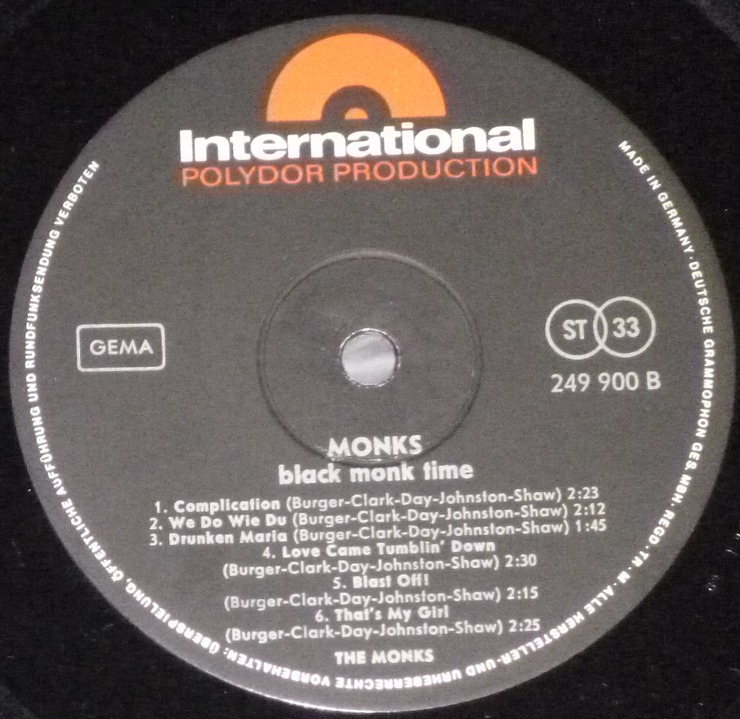 International
POLYDOR PRODUCTION
GEMA
ST 33
249 900 B
MONKS
black monk time
1. Complication (Burger-Clark-Day-Johnston-Shaw) 2:23
2. We Do Wie Du (Burger-Clark-Day-Johnston-Shaw) 2:12
3. Drunken Maria (Burger-Clark-Day-Johnston-Shaw) 1:45
4. Love Came Tumblin' Down
(Burger-Clark-Day-Johnston-Shaw) 2:30
5. Blast Off!
(Burger-Clark-Day-Johnston-Shaw) 2:15
6. That's My Girl
(Burger-Clark-Day-Johnston-Shaw) 2:25
THE MONKS
MADE IN GERMANY · DEUTSCHE GRAMMOPHON GES. MBH · REGD · TR · M · ALLE HERSTELLER- UND URHEBERRECHTE VORBEHALTEN: ÜBERSPIELUNG, ÖFFENTLICHE AUFFÜHRUNG UND RUNDFUNKSENDUNG VERBOTEN